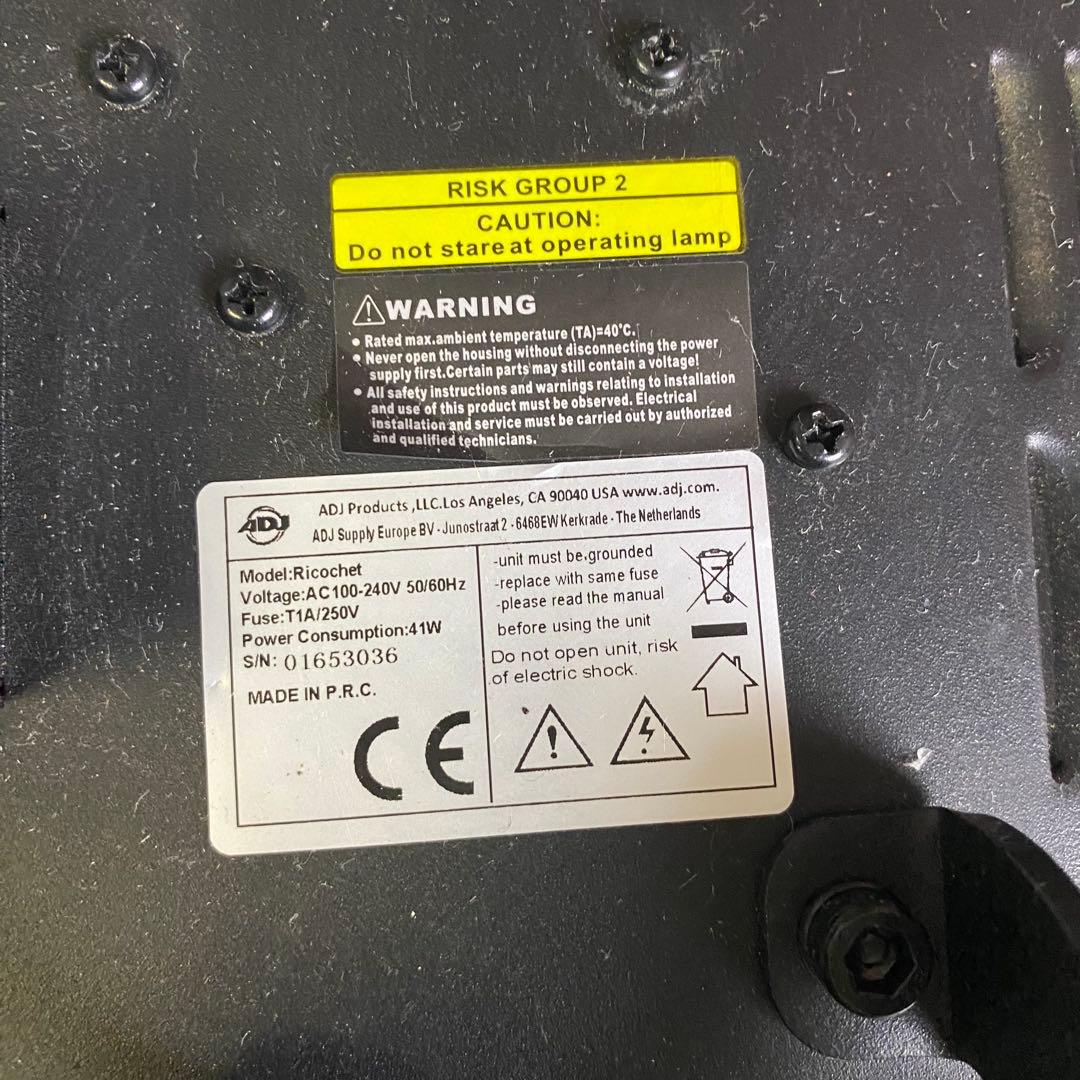 RISK GROUP 2
CAUTION:
Do not stare at operating lamp
WARNING
• Rated max.ambient temperature (TA)=40°C.
• Never open the housing without disconnecting the power
supply first.Certain parts may still contain a voltage!
• All safety instructions and warnings relating to installation
and use of this product must be observed. Electrical
installation and service must be carried out by authorized
and qualified technicians.
ADJ
ADJ Products ,LLC.Los Angeles, CA 90040 USA www.adj.com.
ADJ Supply Europe BV - Junostraat 2 - 6468EW Kerkrade - The Netherlands
Model:Ricochet
Voltage:AC100-240V 50/60Hz
Fuse:T1A/250V
Power Consumption:41W
S/N: 01653036
MADE IN P.R.C.
CE
-unit must be.grounded
-replace with same fuse
-please read the manual
before using the unit
Do not open unit, risk
of electric shock.